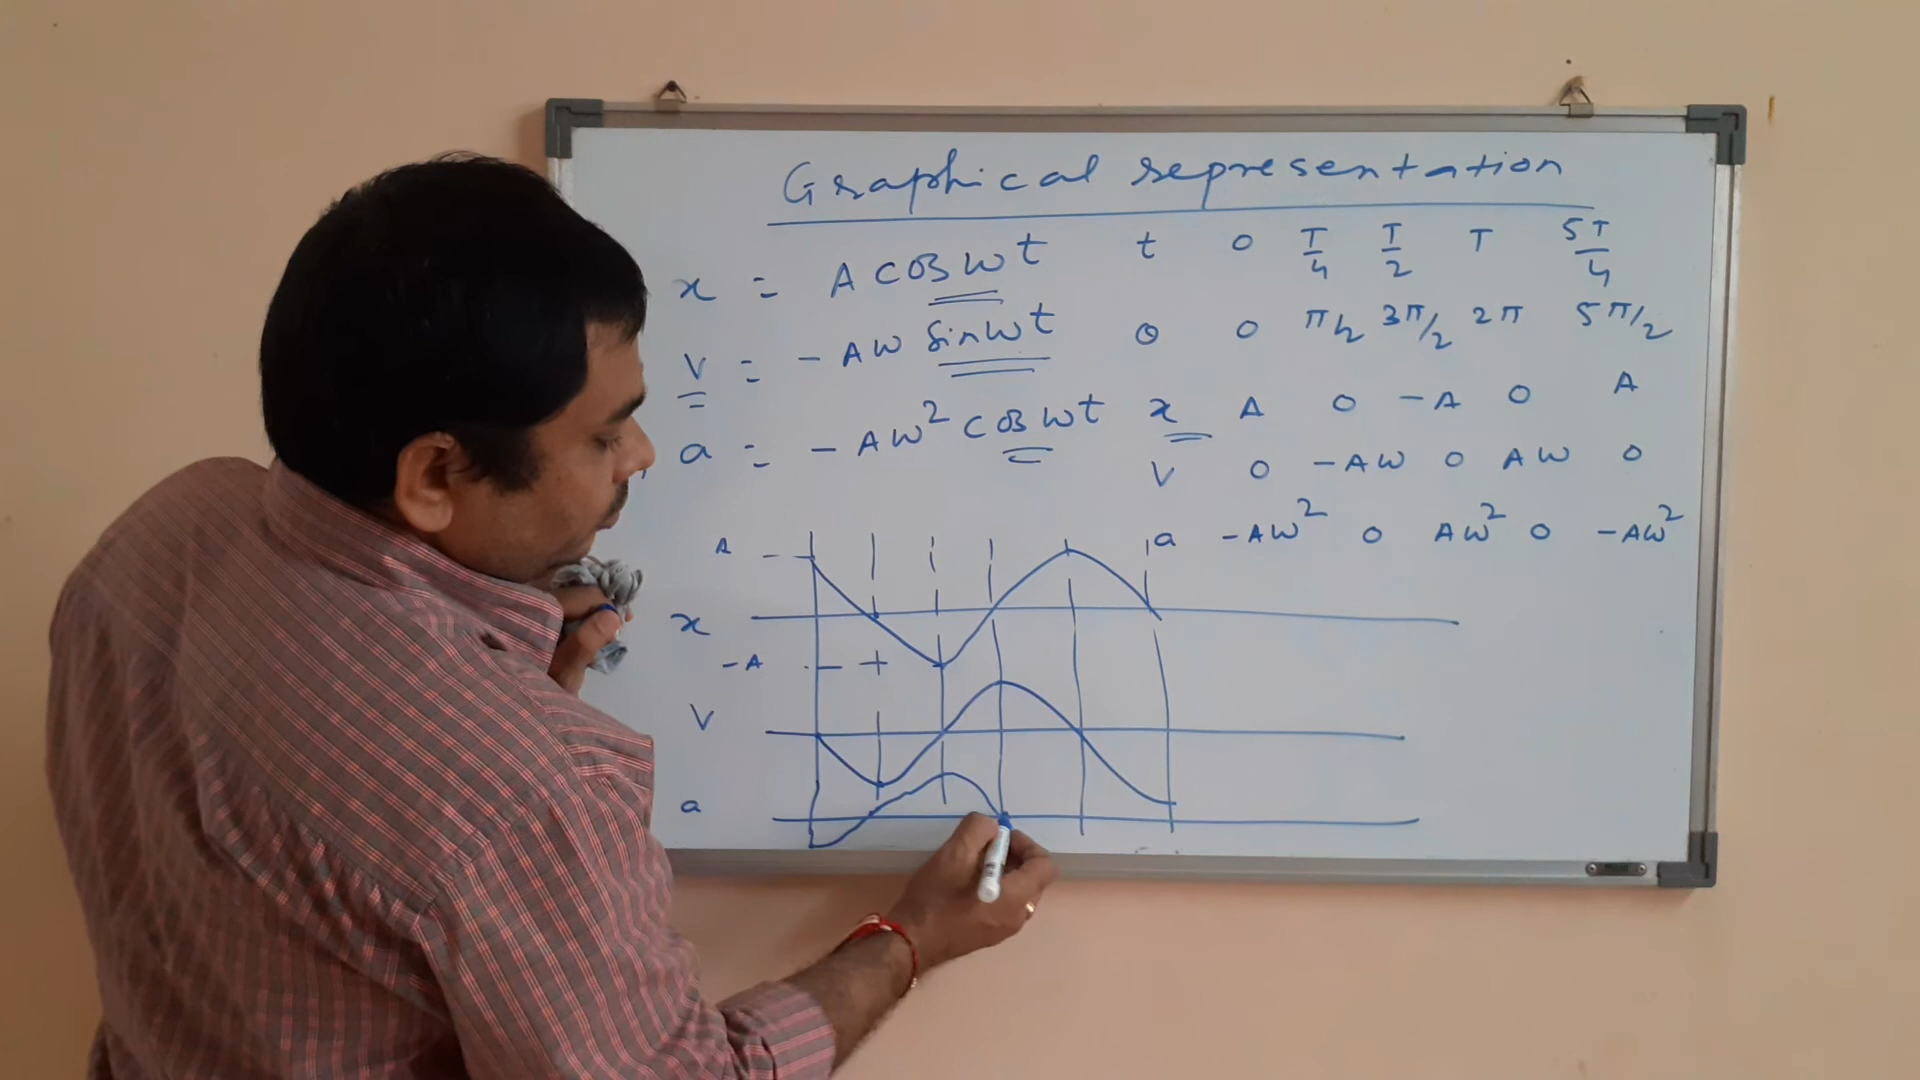 Graphical representation
x = A cos ωt
t 0 T/4 T/2 T 5T/4
v = - Aω sin ωt
θ 0 π/2 3π/2 2π 5π/2
a = - Aω² cos ωt
x A 0 -A 0 A
v 0 -Aω 0 Aω 0
a -Aω² 0 Aω² 0 -Aω²
A
x
-A
v
a